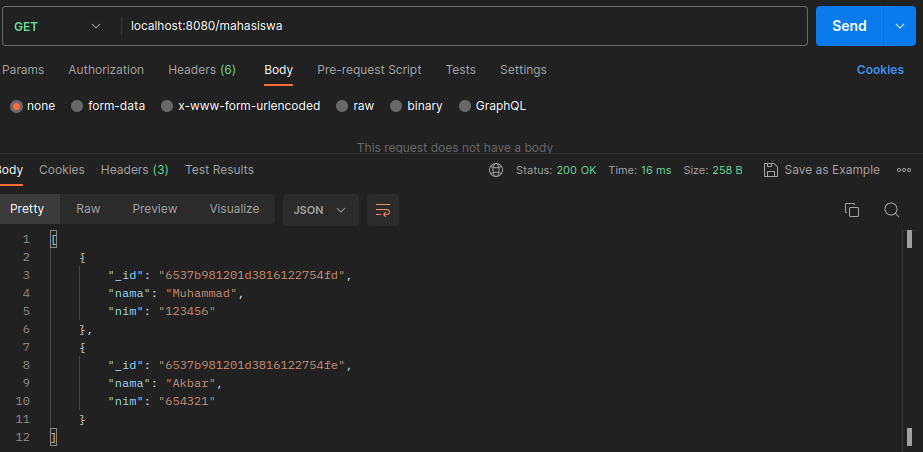 GET localhost:8080/mahasiswa Send
Params Authorization Headers (6) Body Pre-request Script Tests Settings Cookies
none form-data x-www-form-urlencoded raw binary GraphQL
This request does not have a body
Body Cookies Headers (3) Test Results Status: 200 OK Time: 16 ms Size: 258 B Save as Example
Pretty Raw Preview Visualize JSON
1 [
2 {
3 "_id": "6537b981201d3816122754fd",
4 "nama": "Muhammad",
5 "nim": "123456"
6 },
7 {
8 "_id": "6537b981201d3816122754fe",
9 "nama": "Akbar",
10 "nim": "654321"
11 }
12 ]